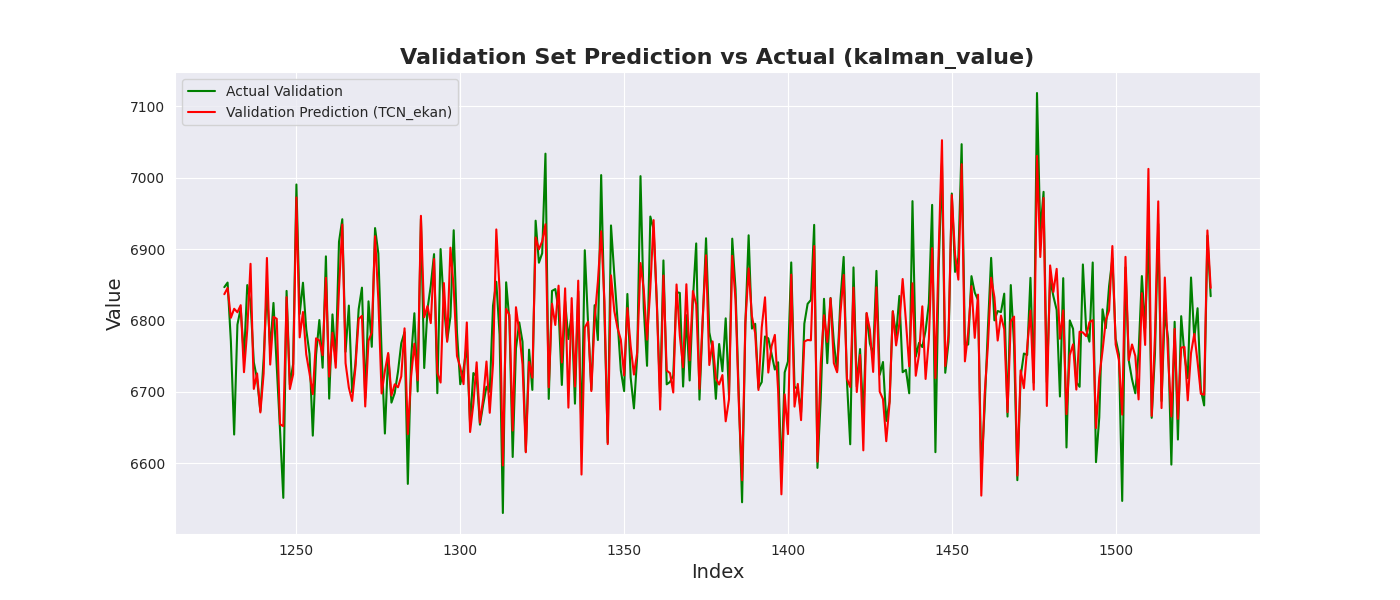 Validation Set Prediction vs Actual (kalman_value)
Actual Validation
Validation Prediction (TCN_ekan)
Value
7100
7000
6900
6800
6700
6600
1250 1300 1350 1400 1450 1500
Index